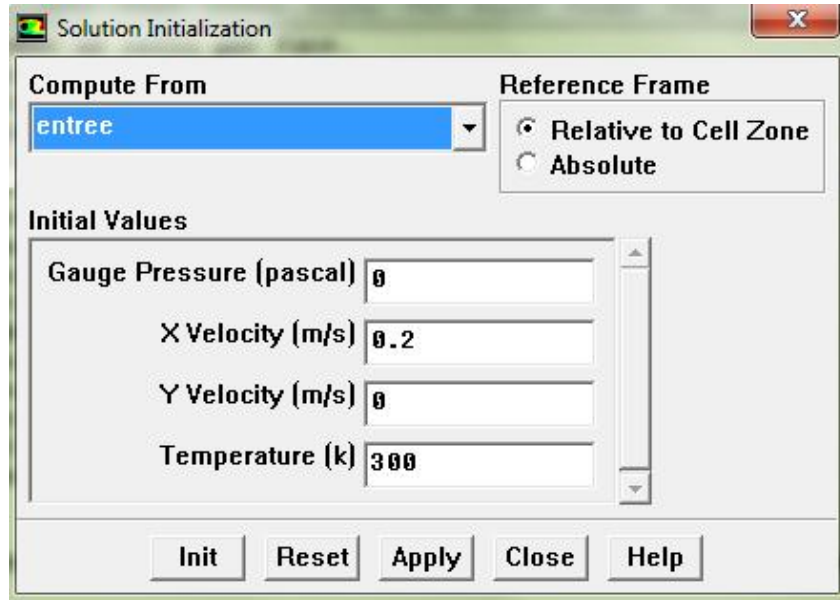 Solution Initialization
Compute From
entree
Reference Frame
Relative to Cell Zone
Absolute
Initial Values
Gauge Pressure (pascal) 0
X Velocity (m/s) 0.2
Y Velocity (m/s) 0
Temperature (k) 300
Init Reset Apply Close Help